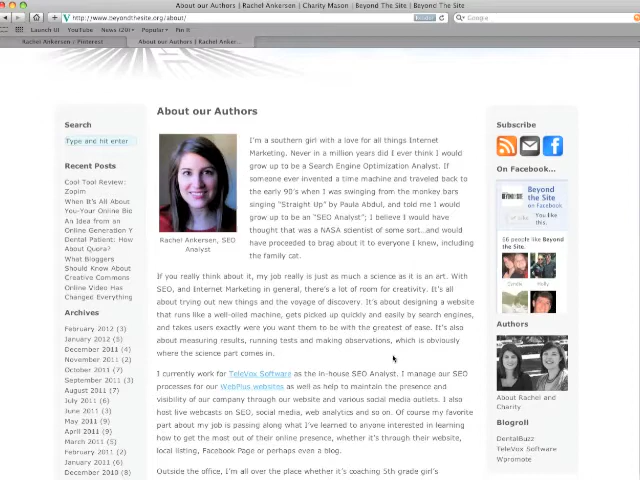 About our Authors | Rachel Ankersen | Charity Mason | Beyond The Site | Beyond The Site
http://www.beyondthesite.org/about/
Reader
Google
Launch UI
YouTube
News (20)
Popular
Pin It
Rachel Ankersen / Pinterest
About our Authors | Rachel Anker...
Search
Type and hit enter
Recent Posts
Cool Tool Review:
Zopim
When It's All About
You-Your Online Bio
An Idea from an
Online Generation Y
Dental Patient: How
About Quora?
What Bloggers
Should Know About
Creative Commons
Online Video Has
Changed Everything
Archives
February 2012 (3)
January 2012 (5)
December 2011 (4)
November 2011 (2)
October 2011 (7)
September 2011 (3)
August 2011 (7)
July 2011 (6)
June 2011 (3)
May 2011 (9)
April 2011 (9)
March 2011 (5)
February 2011 (2)
January 2011 (6)
December 2010 (8)
About our Authors
Rachel Ankersen, SEO
Analyst
I'm a southern girl with a love for all things Internet
Marketing. Never in a million years did I ever think I would
grow up to be a Search Engine Optimization Analyst. If
someone ever invented a time machine and traveled back to
the early 90's when I was swinging from the monkey bars
singing "Straight Up" by Paula Abdul, and told me I would
grow up to be an "SEO Analyst"; I believe I would have
thought that was a NASA scientist of some sort...and would
have proceeded to brag about it to everyone I knew, including
the family cat.
If you really think about it, my job really is just as much a science as it is an art. With
SEO, and Internet Marketing in general, there's a lot of room for creativity. It's all
about trying out new things and the voyage of discovery. It's about designing a website
that runs like a well-oiled machine, gets picked up quickly and easily by search engines,
and takes users exactly were you want them to be with the greatest of ease. It's also
about measuring results, running tests and making observations, which is obviously
where the science part comes in.
I currently work for TeleVox Software as the in-house SEO Analyst. I manage our SEO
processes for our WebPlus websites as well as help to maintain the presence and
visibility of our company through our website and various social media outlets. I also
host live webcasts on SEO, social media, web analytics and so on. Of course my favorite
part about my job is passing along what I've learned to anyone interested in learning
how to get the most out of their online presence, whether it's through their website,
local listing, Facebook Page or perhaps even a blog.
Outside the office, I'm all over the place whether it's coaching 5th grade girl's
Subscribe
On Facebook...
Beyond
the Site
on Facebook
You like
this.
56 people like Beyond
the Site.
Authors
About Rachel and
Charity
Blogroll
DentalBuzz
TeleVox Software
Wpromote